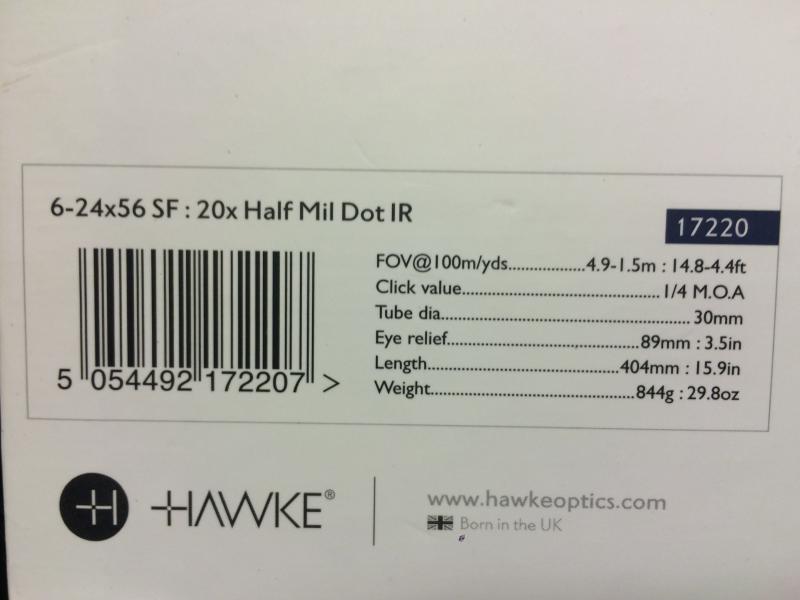 6-24x56 SF : 20x Half Mil Dot IR
17220
FOV@100m/yds.................4.9-1.5m : 14.8-4.4ft
Click value............................................1/4 M.O.A
Tube dia......................................................30mm
Eye relief..........................................89mm : 3.5in
Length.........................................404mm : 15.9in
Weight............................................844g : 29.8oz
5 054492 172207 >
HAWKE®
www.hawkeoptics.com
Born in the UK